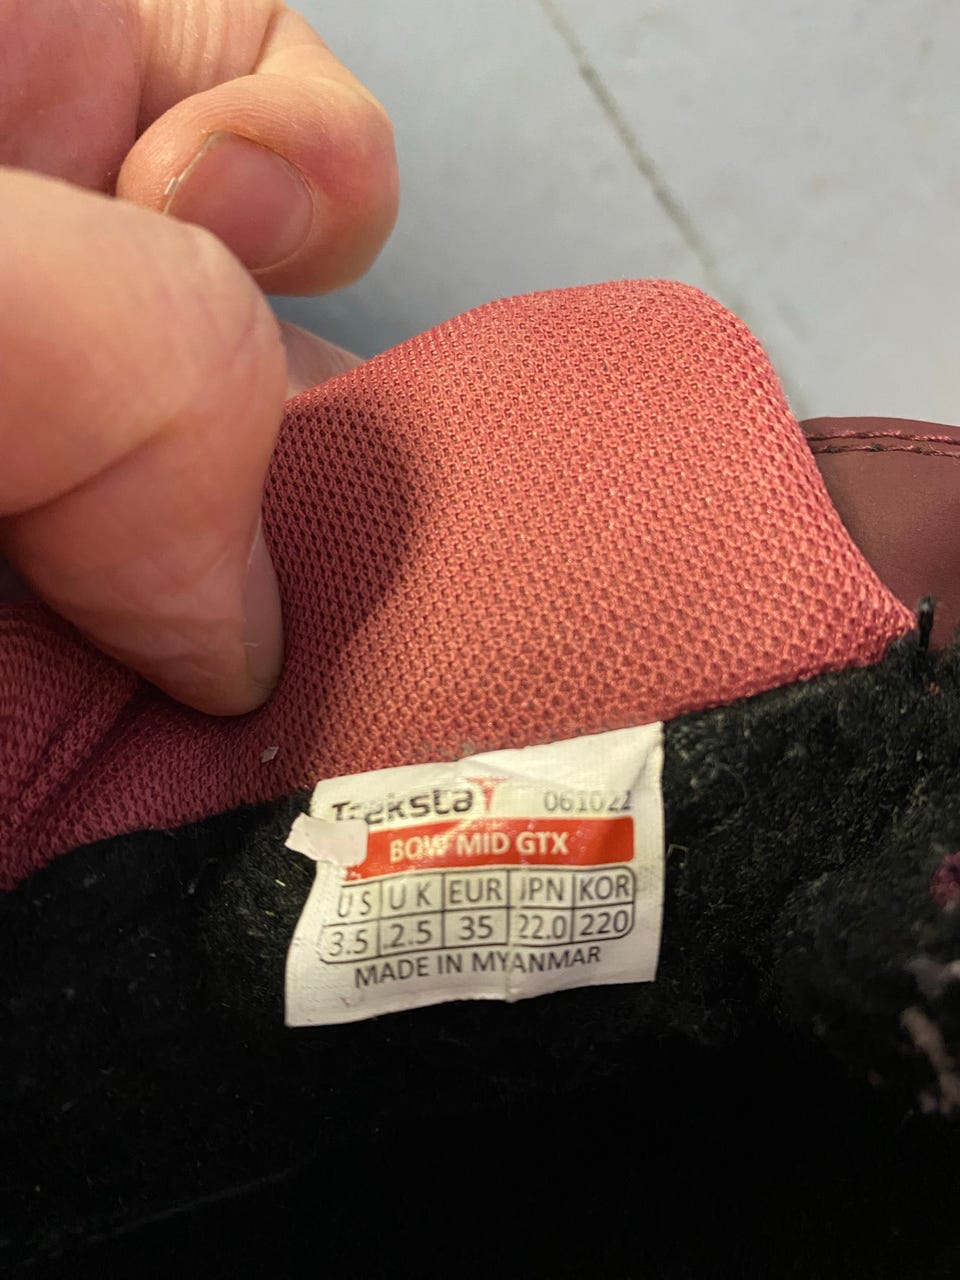 Treksta 061022
BOW MID GTX
US UK EUR JPN KOR
3.5 2.5 35 22.0 220
MADE IN MYANMAR